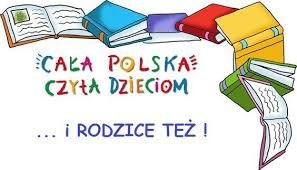 CAŁA POLSKA
CZYTA DZIECIOM
... i RODZICE TEŻ !